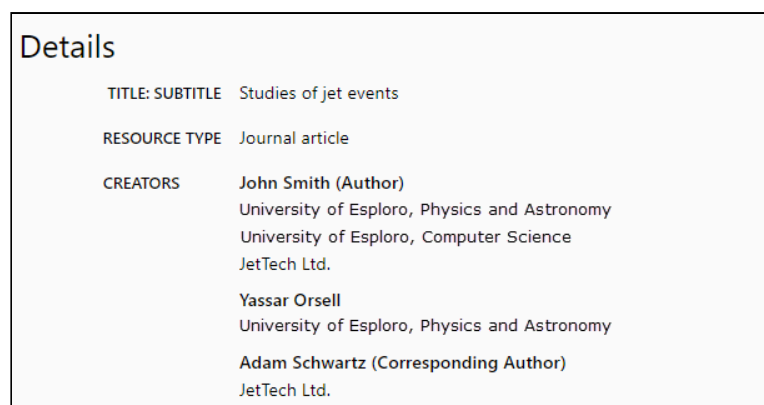 Details
TITLE: SUBTITLE Studies of jet events
RESOURCE TYPE Journal article
CREATORS John Smith (Author)
University of Esploro, Physics and Astronomy
University of Esploro, Computer Science
JetTech Ltd.
Yassar Orsell
University of Esploro, Physics and Astronomy
Adam Schwartz (Corresponding Author)
JetTech Ltd.